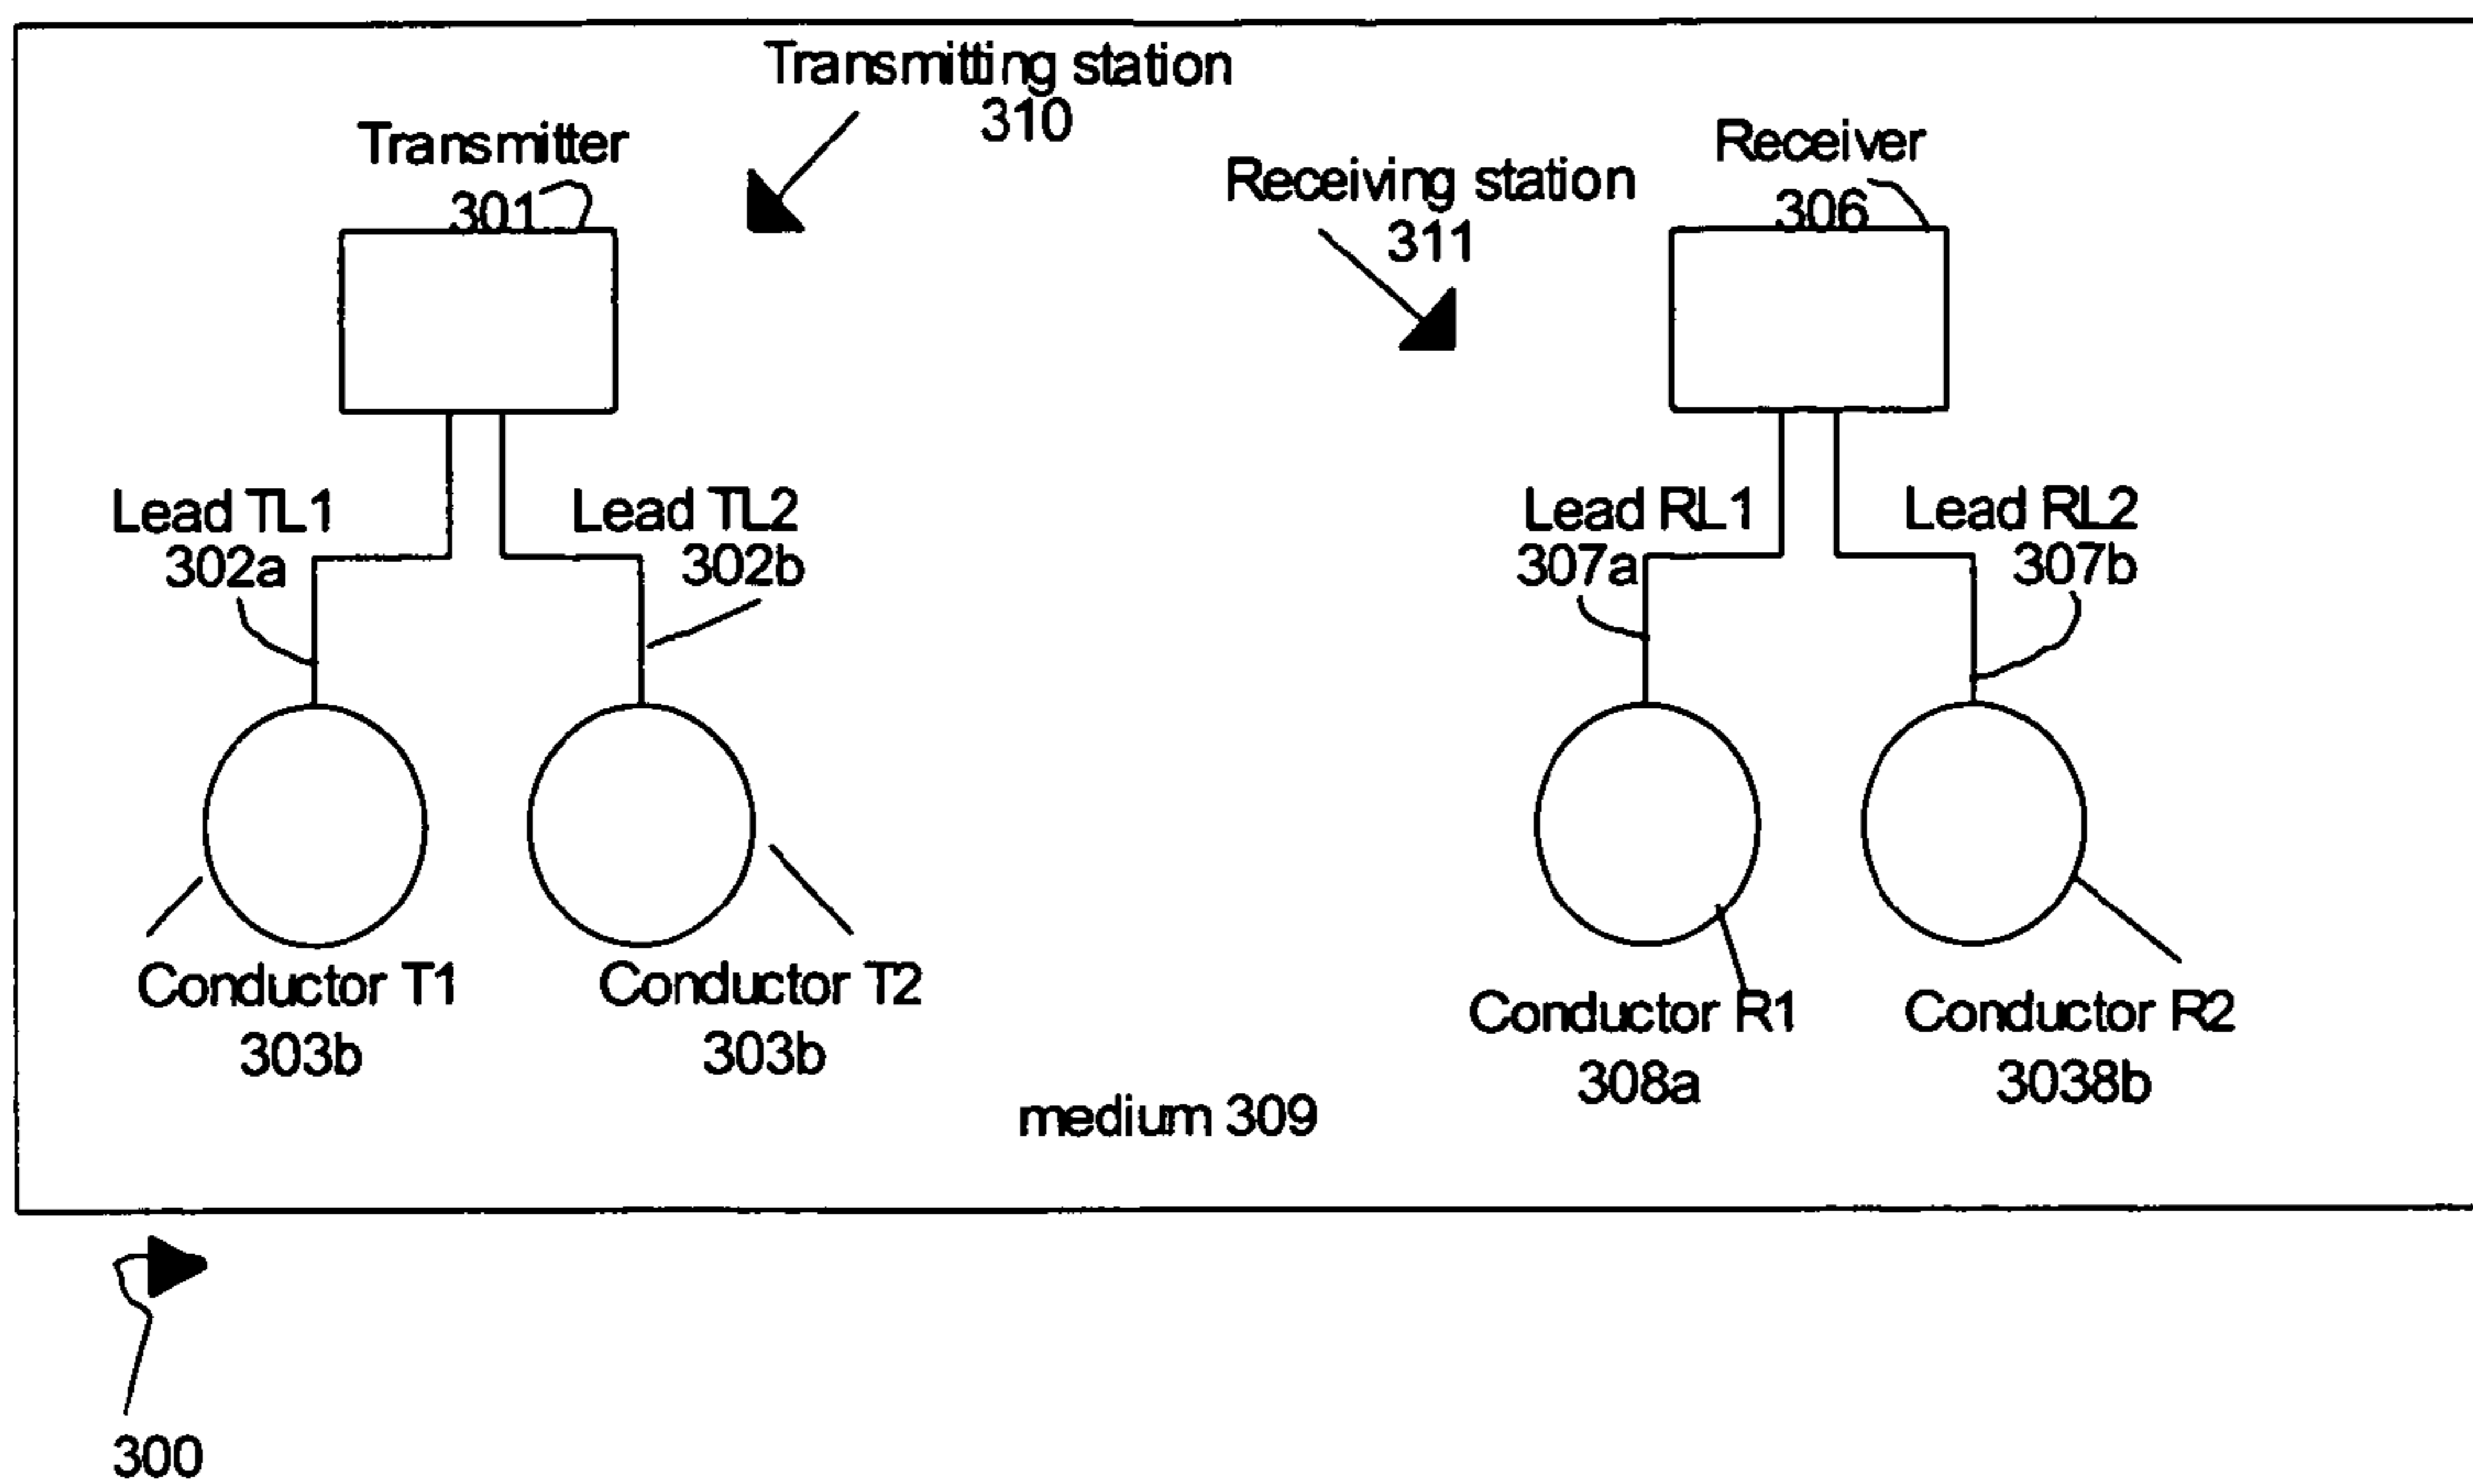 Transmitting station
310
Transmitter
301
Receiving station
311
Receiver
306
Lead TL1
302a
Lead TL2
302b
Lead RL1
307a
Lead RL2
307b
Conductor T1
303b
Conductor T2
303b
Conductor R1
308a
Conductor R2
3038b
medium 309
300